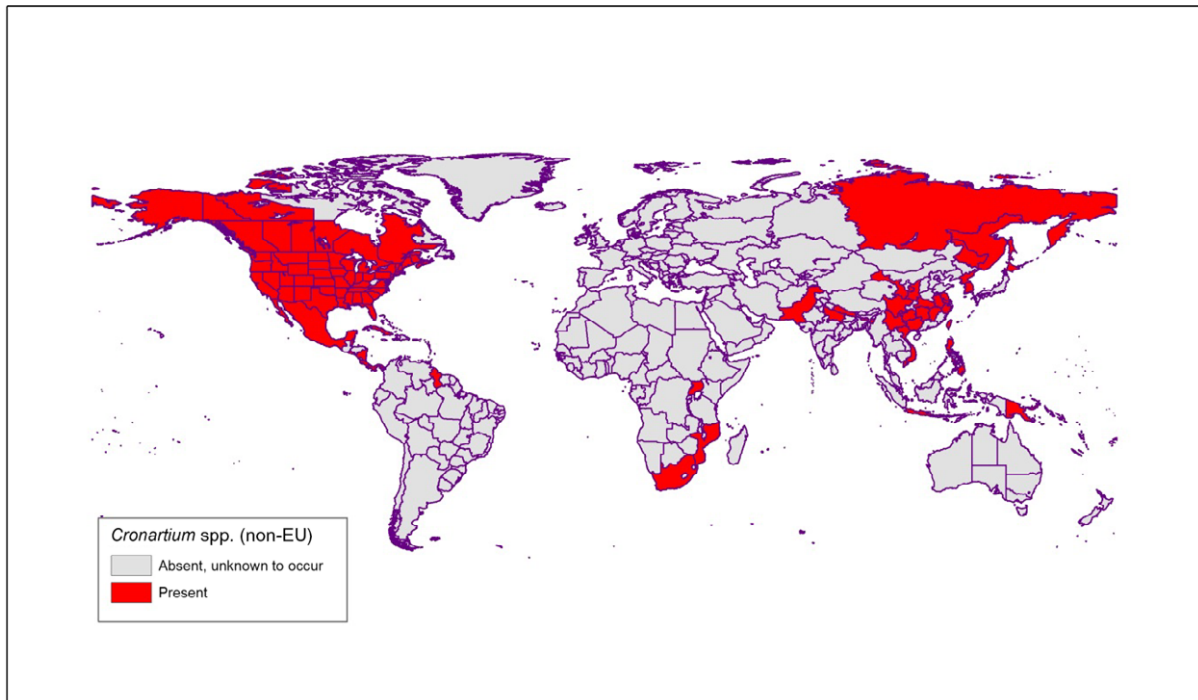 Cronartium spp. (non-EU)
Absent, unknown to occur
Present